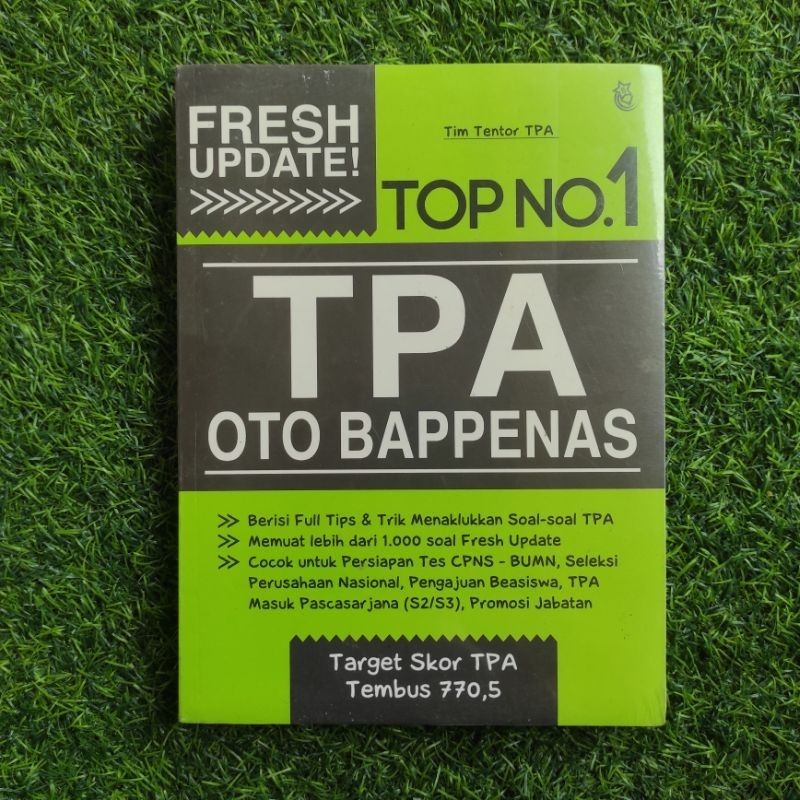 FRESH
UPDATE!
Tim Tentor TPA
TOP NO.1
TPA
OTO BAPPENAS
Berisi Full Tips & Trik Menaklukkan Soal-soal TPA
Memuat lebih dari 1.000 soal Fresh Update
Cocok untuk Persiapan Tes CPNS - BUMN, Seleksi
Perusahaan Nasional, Pengajuan Beasiswa, TPA
Masuk Pascasarjana (S2/S3), Promosi Jabatan
Target Skor TPA
Tembus 770,5